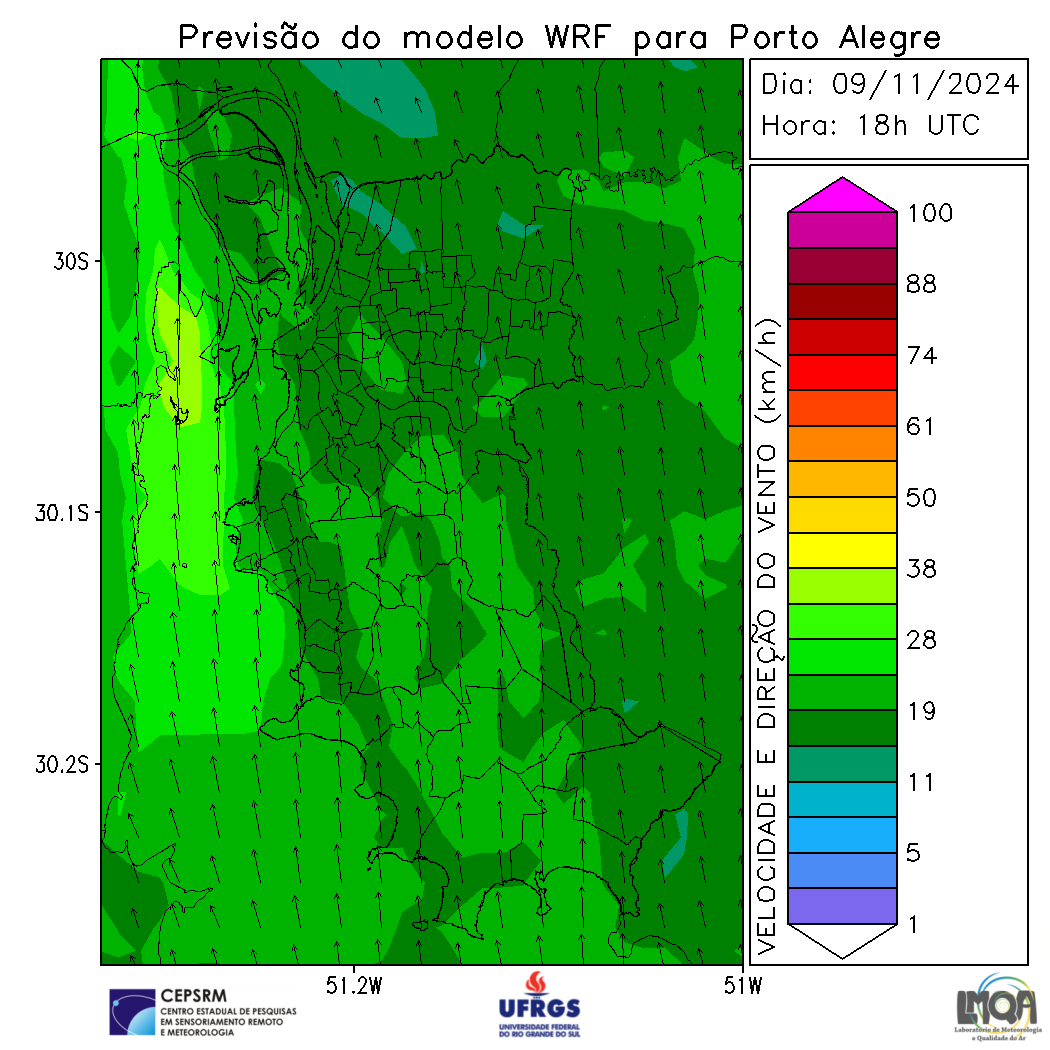 Previsão do modelo WRF para Porto Alegre
Dia: 09/11/2024
Hora: 18h UTC
30S
30.1S
30.2S
51.2W
51W
VELOCIDADE E DIREÇÃO DO VENTO (km/h)
100
88
74
61
50
38
28
19
11
5
1
CEPSRM
CENTRO ESTADUAL DE PESQUISAS
EM SENSORIAMENTO REMOTO
E METEOROLOGIA
UFRGS
UNIVERSIDADE FEDERAL
DO RIO GRANDE DO SUL
LMQA
Laboratório de Meteorologia
e Qualidade do Ar